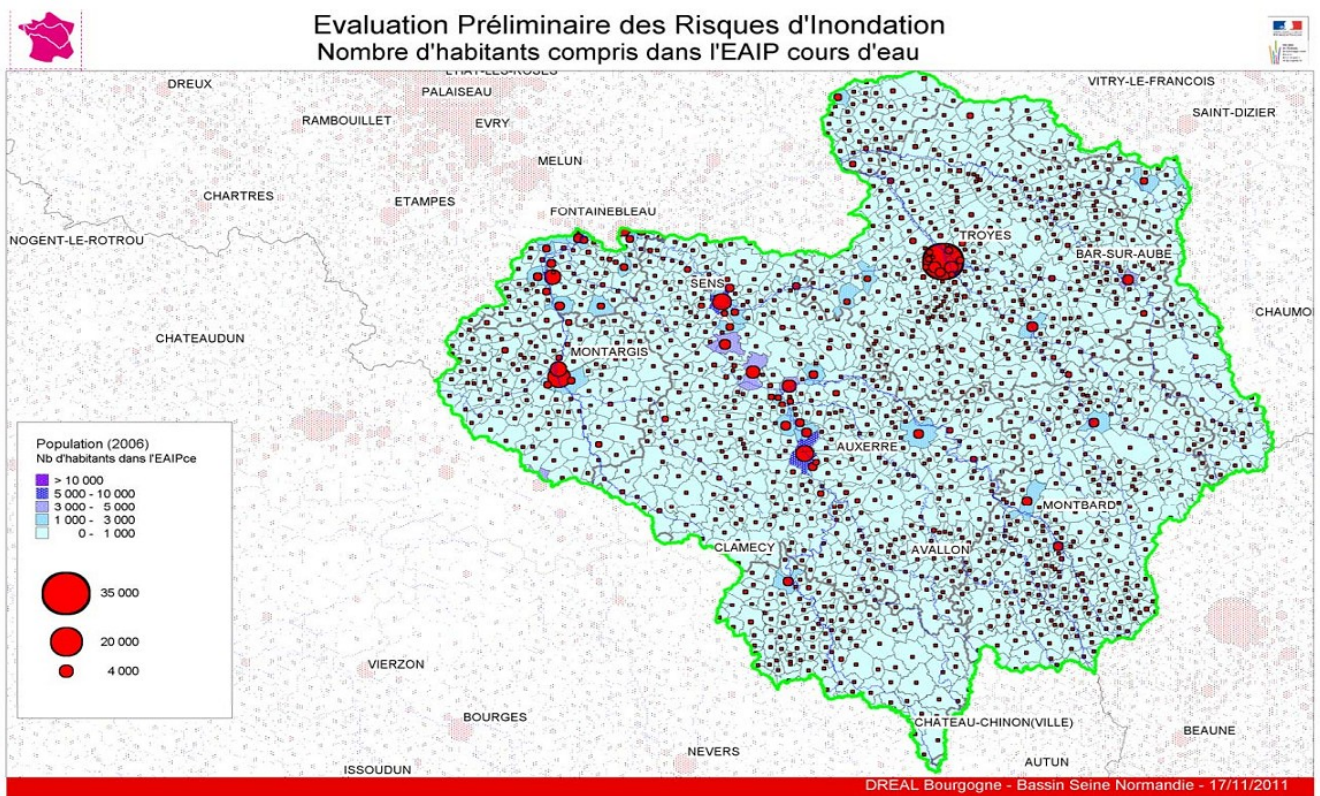 Evaluation Préliminaire des Risques d'Inondation
Nombre d'habitants compris dans l'EAIP cours d'eau
DREUX
PALAISEAU
VITRY-LE-FRANCOIS
RAMBOUILLET
EVRY
SAINT-DIZIER
MELUN
CHARTRES
ETAMPES
FONTAINEBLEAU
NOGENT-LE-ROTROU
TROYES
BAR-SUR-AUBE
SENS
CHAUMO
CHATEAUDUN
MONTARGIS
Population (2006)
Nb d'habitants dans l'EAIPce
> 10 000
5 000 - 10 000
3 000 - 5 000
1 000 - 3 000
0 - 1 000
35 000
20 000
4 000
AUXERRE
MONTBARD
CLAMECY
AVALLON
VIERZON
BOURGES
CHATEAU-CHINON(VILLE)
BEAUNE
NEVERS
AUTUN
ISSOUDUN
DREAL Bourgogne - Bassin Seine Normandie - 17/11/2011